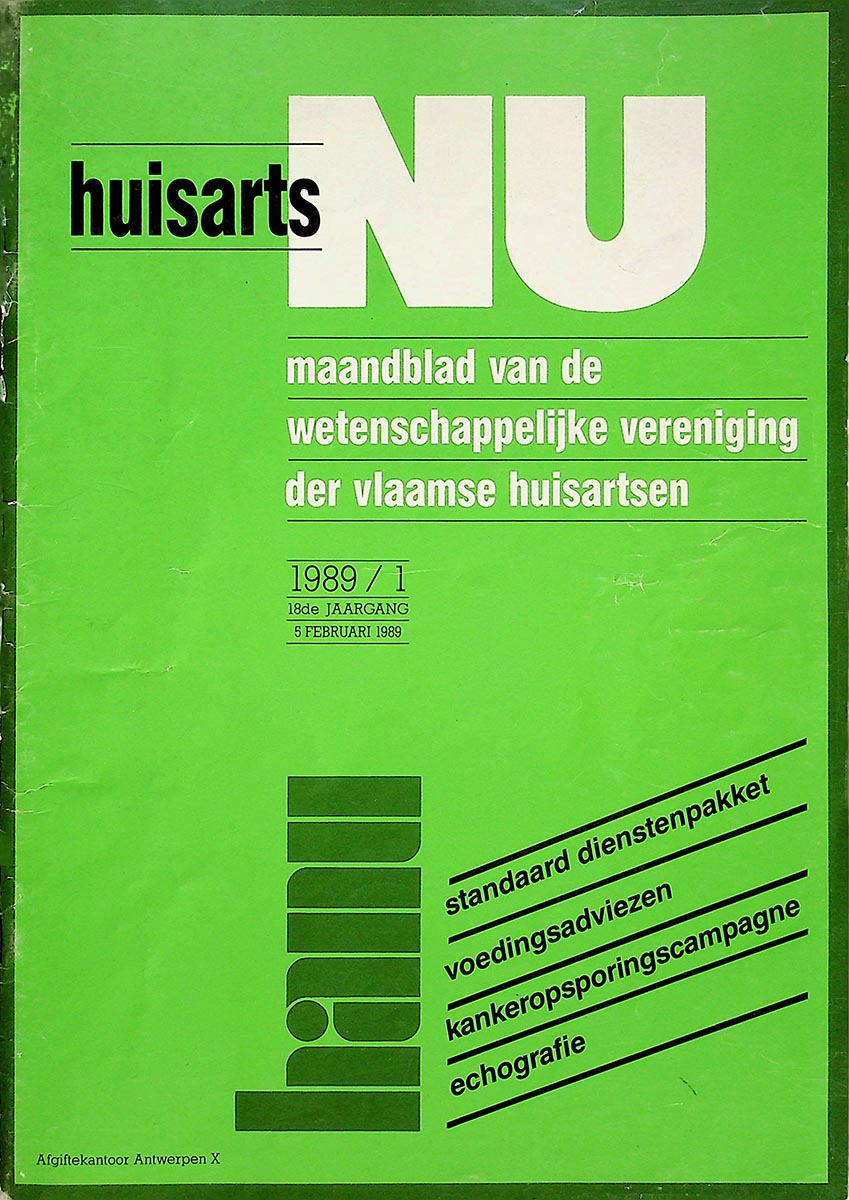 huisarts NU
maandblad van de
wetenschappelijke vereniging
der vlaamse huisartsen
1989 / 1
18de JAARGANG
5 FEBRUARI 1989
hanu
standaard dienstenpakket
voedingsadviezen
kankeropsporingscampagne
echografie
Afgiftekantoor Antwerpen X